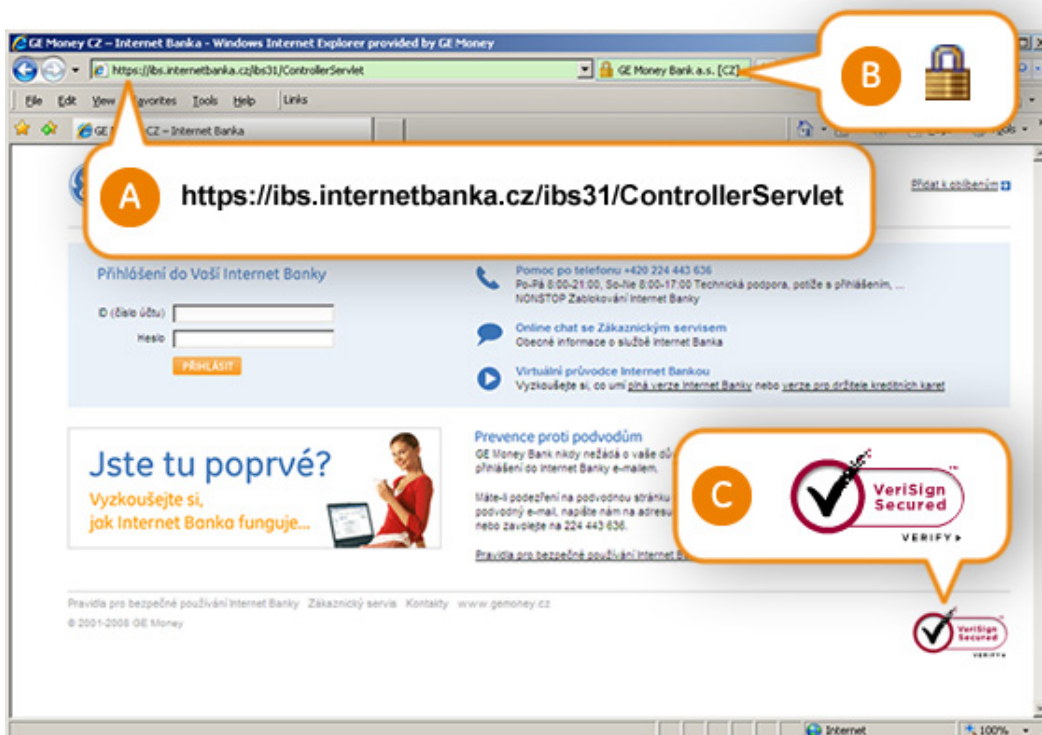 GE Money CZ – Internet Banka - Windows Internet Explorer provided by GE Money
https://ibs.internetbanka.cz/ibs31/ControllerServlet
GE Money Bank a.s. [CZ]
B
File Edit View Favorites Tools Help Links
GE CZ – Internet Banka
A https://ibs.internetbanka.cz/ibs31/ControllerServlet
Přidat k oblíbeným
Přihlášení do Vaší Internet Banky
ID (číslo účtu)
Heslo
PŘIHLÁSIT
Pomoc po telefonu +420 224 443 636
Po-Pá 8:00-21:00, So-Ne 8:00-17:00 Technická podpora, potíže s přihlášením, ...
NONSTOP Zablokování Internet Banky
Online chat se Zákaznickým servisem
Obecné informace o službě Internet Banka
Virtuální průvodce Internet Bankou
Vyzkoušejte si, co umí plná verze Internet Banky nebo verze pro držitele kreditních karet
Jste tu poprvé?
Vyzkoušejte si,
jak Internet Banka funguje...
Prevence proti podvodům
GE Money Bank nikdy nežádá o vaše
přihlášení do Internet Banky e-mailem.
Máte-li podezření na podvodnou stránku
podvodný e-mail, napište nám na adresu
nebo zavolejte na 224 443 636.
Pravidla pro bezpečné používání Internet
C
VeriSign
Secured
™
VERIFY
Pravidla pro bezpečné používání Internet Banky Zákaznický servis Kontakty www.gemoney.cz
© 2001-2008 GE Money
VeriSign
Secured
VERIFY
Internet 100%